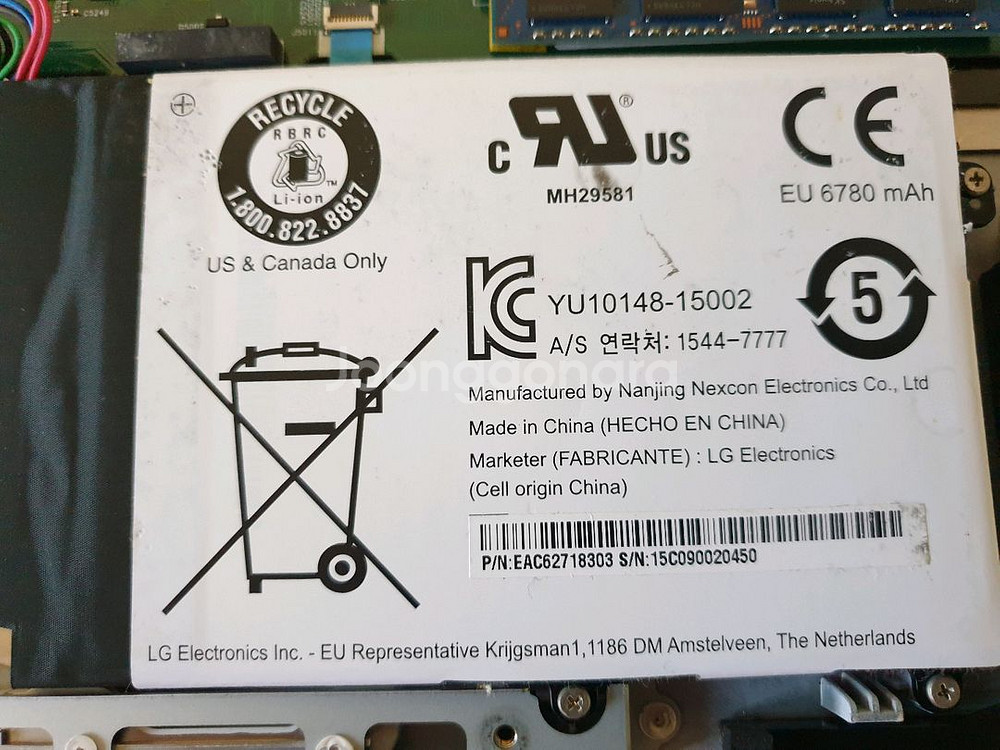 RECYCLE
RBRC
Li-ion
TM
1.800.822.8837
US & Canada Only
c RU ® US
MH29581
CE
EU 6780 mAh
KC
YU10148-15002
A/S 연락처: 1544-7777
5
Joonggonara
Manufactured by Nanjing Nexcon Electronics Co., Ltd
Made in China (HECHO EN CHINA)
Marketer (FABRICANTE) : LG Electronics
(Cell origin China)
P/N:EAC62718303 S/N:15C090020450
LG Electronics Inc. - EU Representative Krijgsman1,1186 DM Amstelveen, The Netherlands